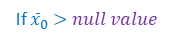 If x̄₀ > null value